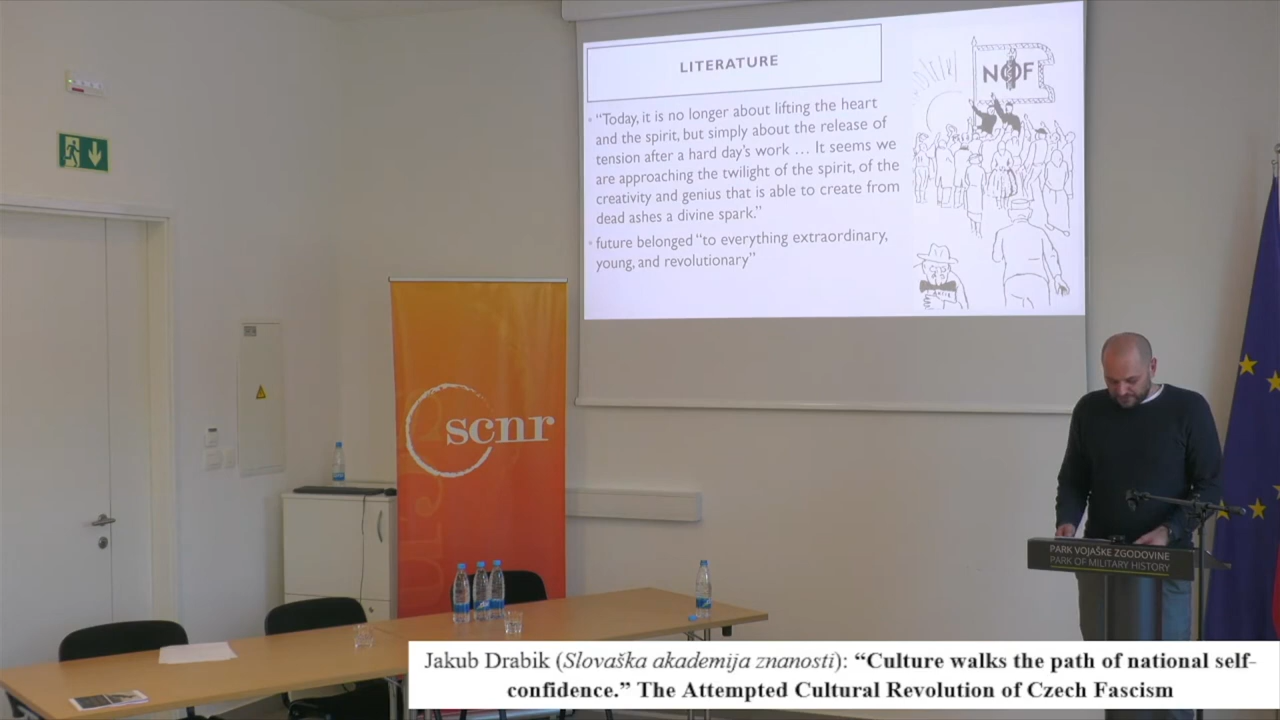 LITERATURE
NOF
“Today, it is no longer about lifting the heart
and the spirit, but simply about the release of
tension after a hard day’s work … It seems we
are approaching the twilight of the spirit, of the
creativity and genius that is able to create from
dead ashes a divine spark.”
future belonged “to everything extraordinary,
young, and revolutionary”
scnr
PARK VOJAŠKE ZGODOVINE
PARK OF MILITARY HISTORY
Jakub Drabik (Slovaška akademija znanosti): “Culture walks the path of national self-
confidence.” The Attempted Cultural Revolution of Czech Fascism